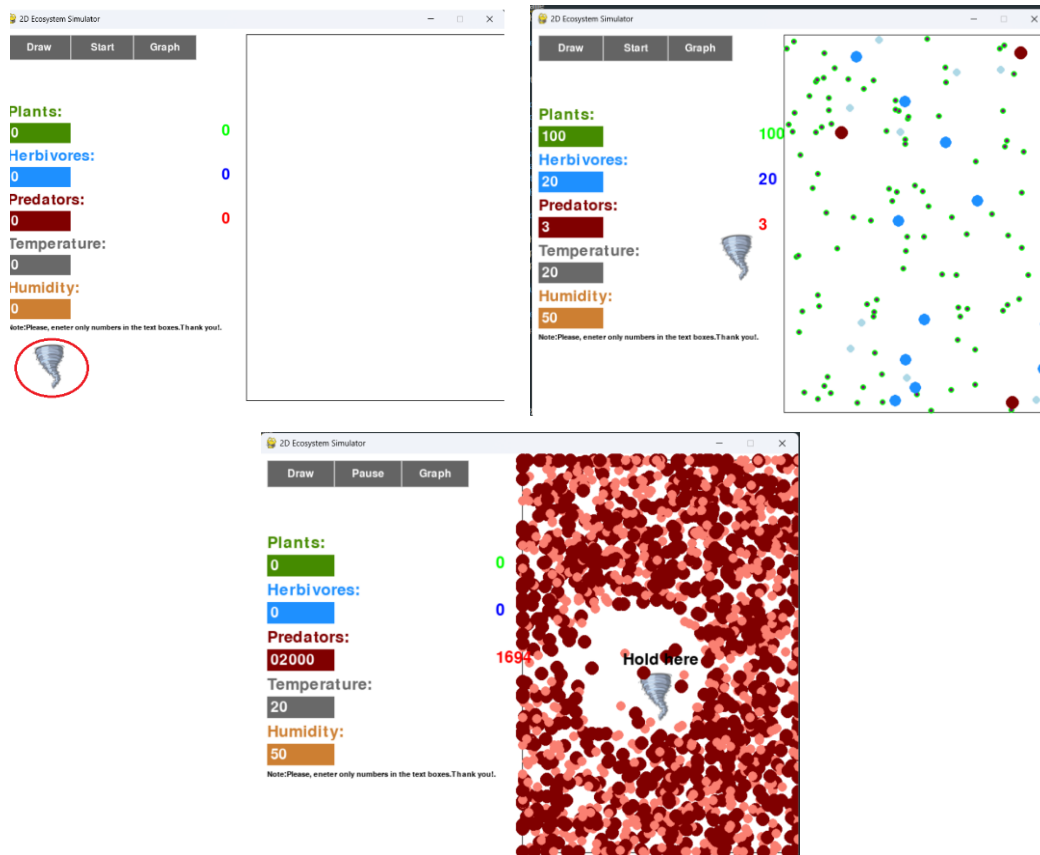 2D Ecosystem Simulator
Draw Start Graph
Plants:
0 0
Herbivores:
0 0
Predators:
0 0
Temperature:
0
Humidity:
0
Note:Please, eneter only numbers in the text boxes.Thank you!.
2D Ecosystem Simulator
Draw Start Graph
Plants:
100 100
Herbivores:
20 20
Predators:
3 3
Temperature:
20
Humidity:
50
Note:Please, eneter only numbers in the text boxes.Thank you!.
2D Ecosystem Simulator
Draw Pause Graph
Plants:
0 0
Herbivores:
0 0
Predators:
02000 1694
Hold here
Temperature:
20
Humidity:
50
Note:Please, eneter only numbers in the text boxes.Thank you!.